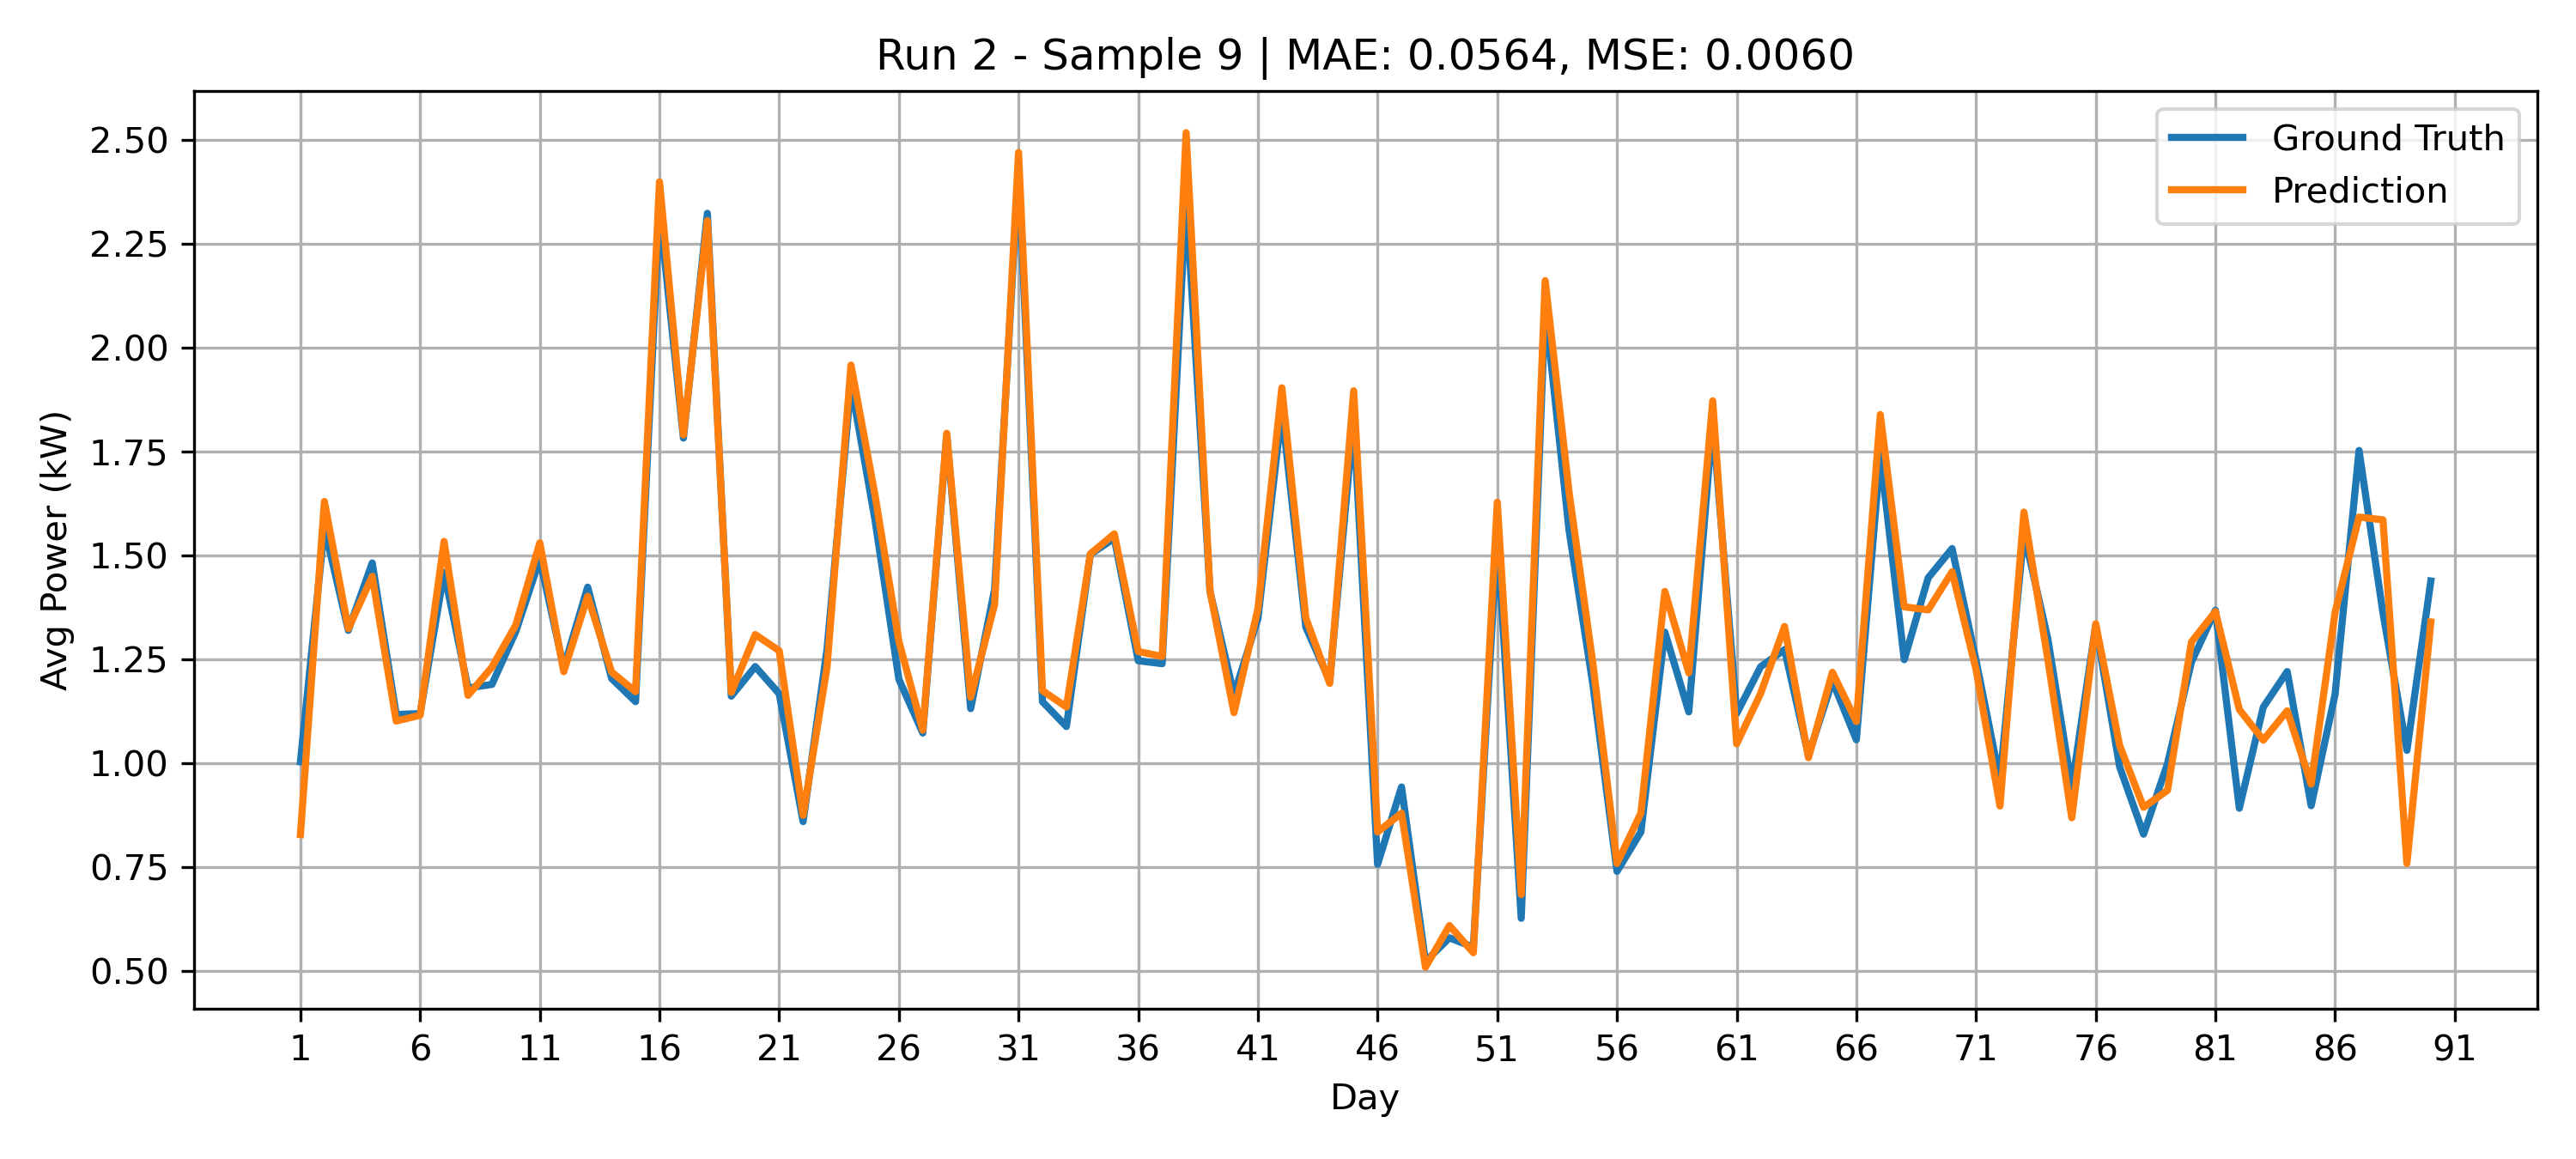 Run 2 - Sample 9 | MAE: 0.0564, MSE: 0.0060
Ground Truth
Prediction
Avg Power (kW)
2.50
2.25
2.00
1.75
1.50
1.25
1.00
0.75
0.50
1 6 11 16 21 26 31 36 41 46 51 56 61 66 71 76 81 86 91
Day